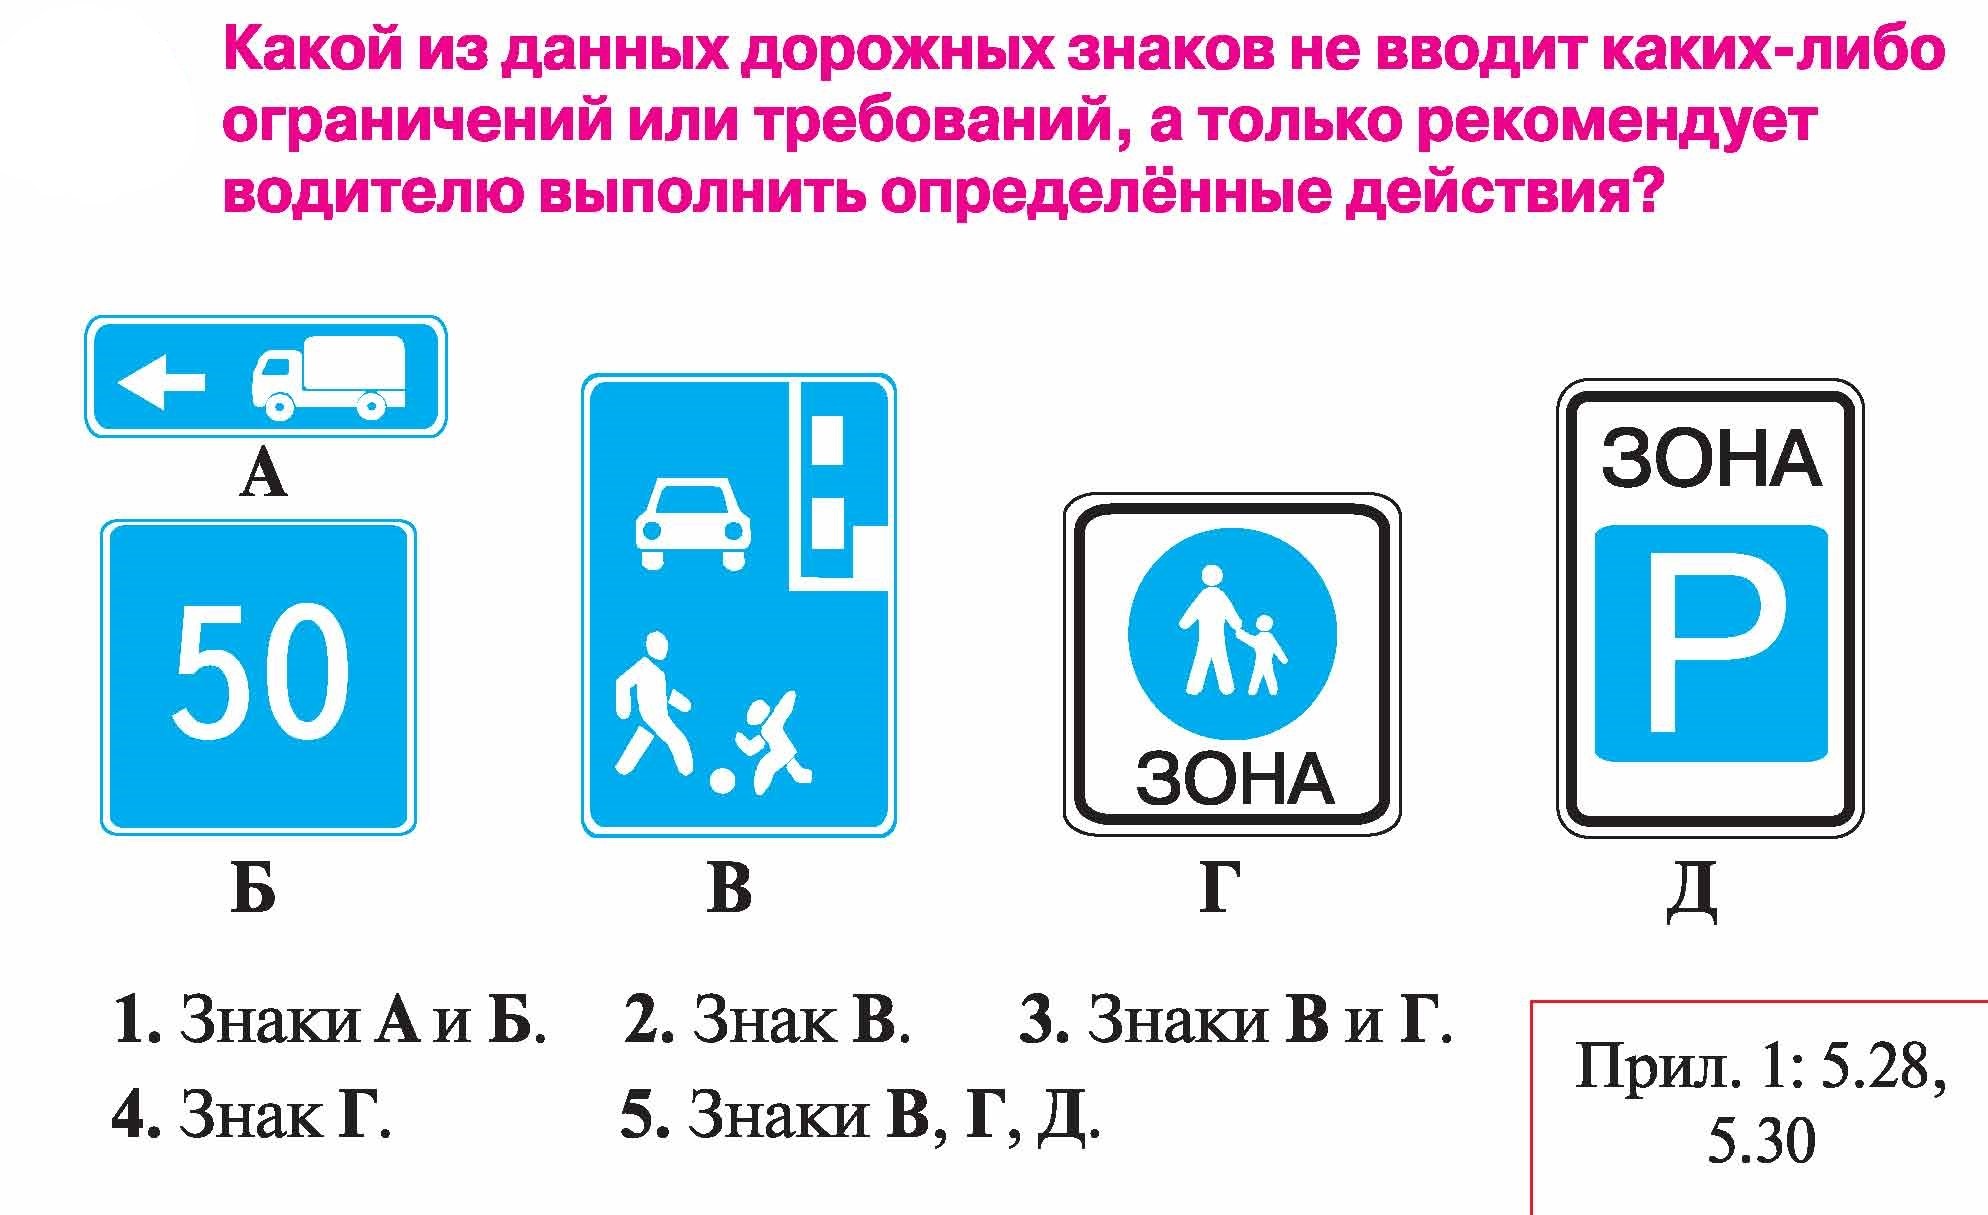 Какой из данных дорожных знаков не вводит каких-либо
ограничений или требований, а только рекомендует
водителю выполнить определённые действия?
А
50
Б
В
ЗОНА
Г
ЗОНА
P
Д
1. Знаки А и Б. 2. Знак В. 3. Знаки В и Г.
4. Знак Г. 5. Знаки В, Г, Д.
Прил. 1: 5.28,
5.30